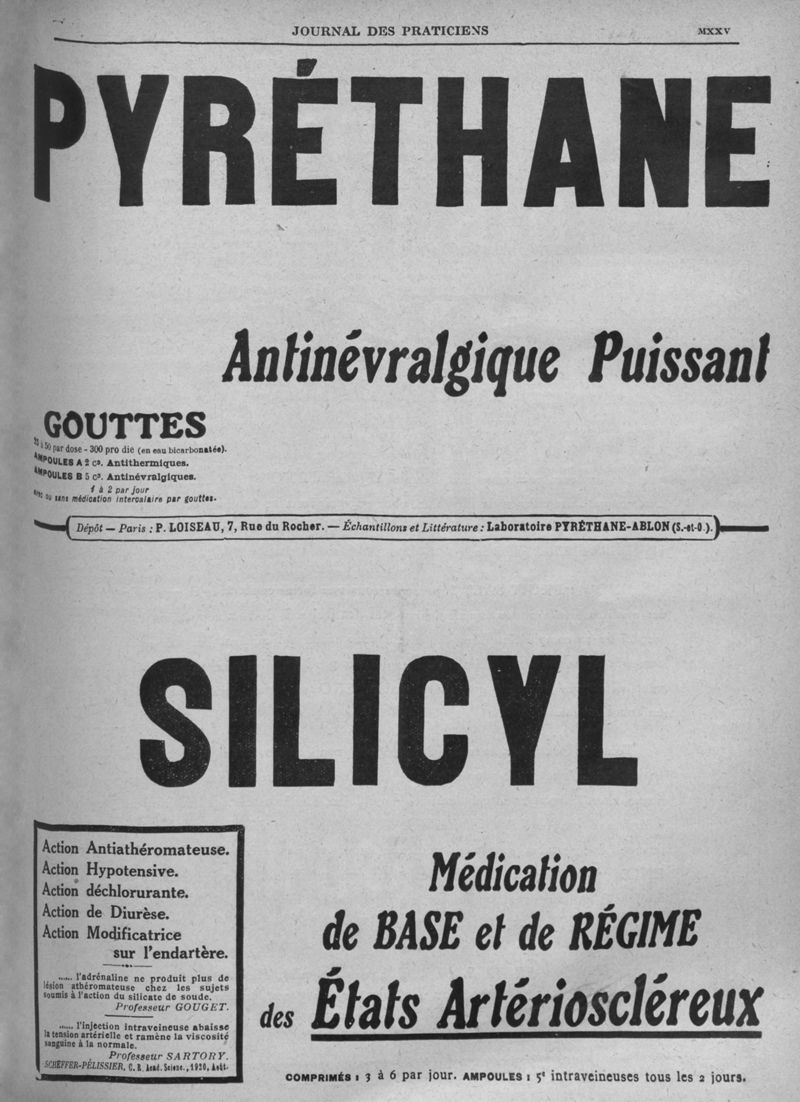 JOURNAL DES PRATICIENS MXXV
PYRÉTHANE
Antinévralgique Puissant
GOUTTES
25 à 50 par dose - 300 pro die (en eau bicarbonatée).
AMPOULES A 2 cᵌ. Antithermiques.
AMPOULES B 5 cᵌ. Antinévralgiques.
1 à 2 par jour
avec ou sans médication intercalaire par gouttes.
Dépôt — Paris : P. LOISEAU, 7, Rue du Rocher. — Échantillons et Littérature : Laboratoire PYRÉTHANE-ABLON (S.-et-O.).
SILICYL
Action Antiathéromateuse.
Action Hypotensive.
Action déchlorurante.
Action de Diurèse.
Action Modificatrice
sur l'endartère.
...... l'adrénaline ne produit plus de
lésion athéromateuse chez les sujets
soumis à l'action du silicate de soude.
Professeur GOUGET.
...... l'injection intraveineuse abaisse
la tension artérielle et ramène la viscosité
sanguine à la normale.
Professeur SARTORY.
SCHEFFER-PÉLISSIER, C. R. Acad. Scienc., 1920, Août.
Médication
de BASE et de RÉGIME
des États Artérioscléreux
COMPRIMÉS : 3 à 6 par jour. AMPOULES : 5ᶜ intraveineuses tous les 2 jours.